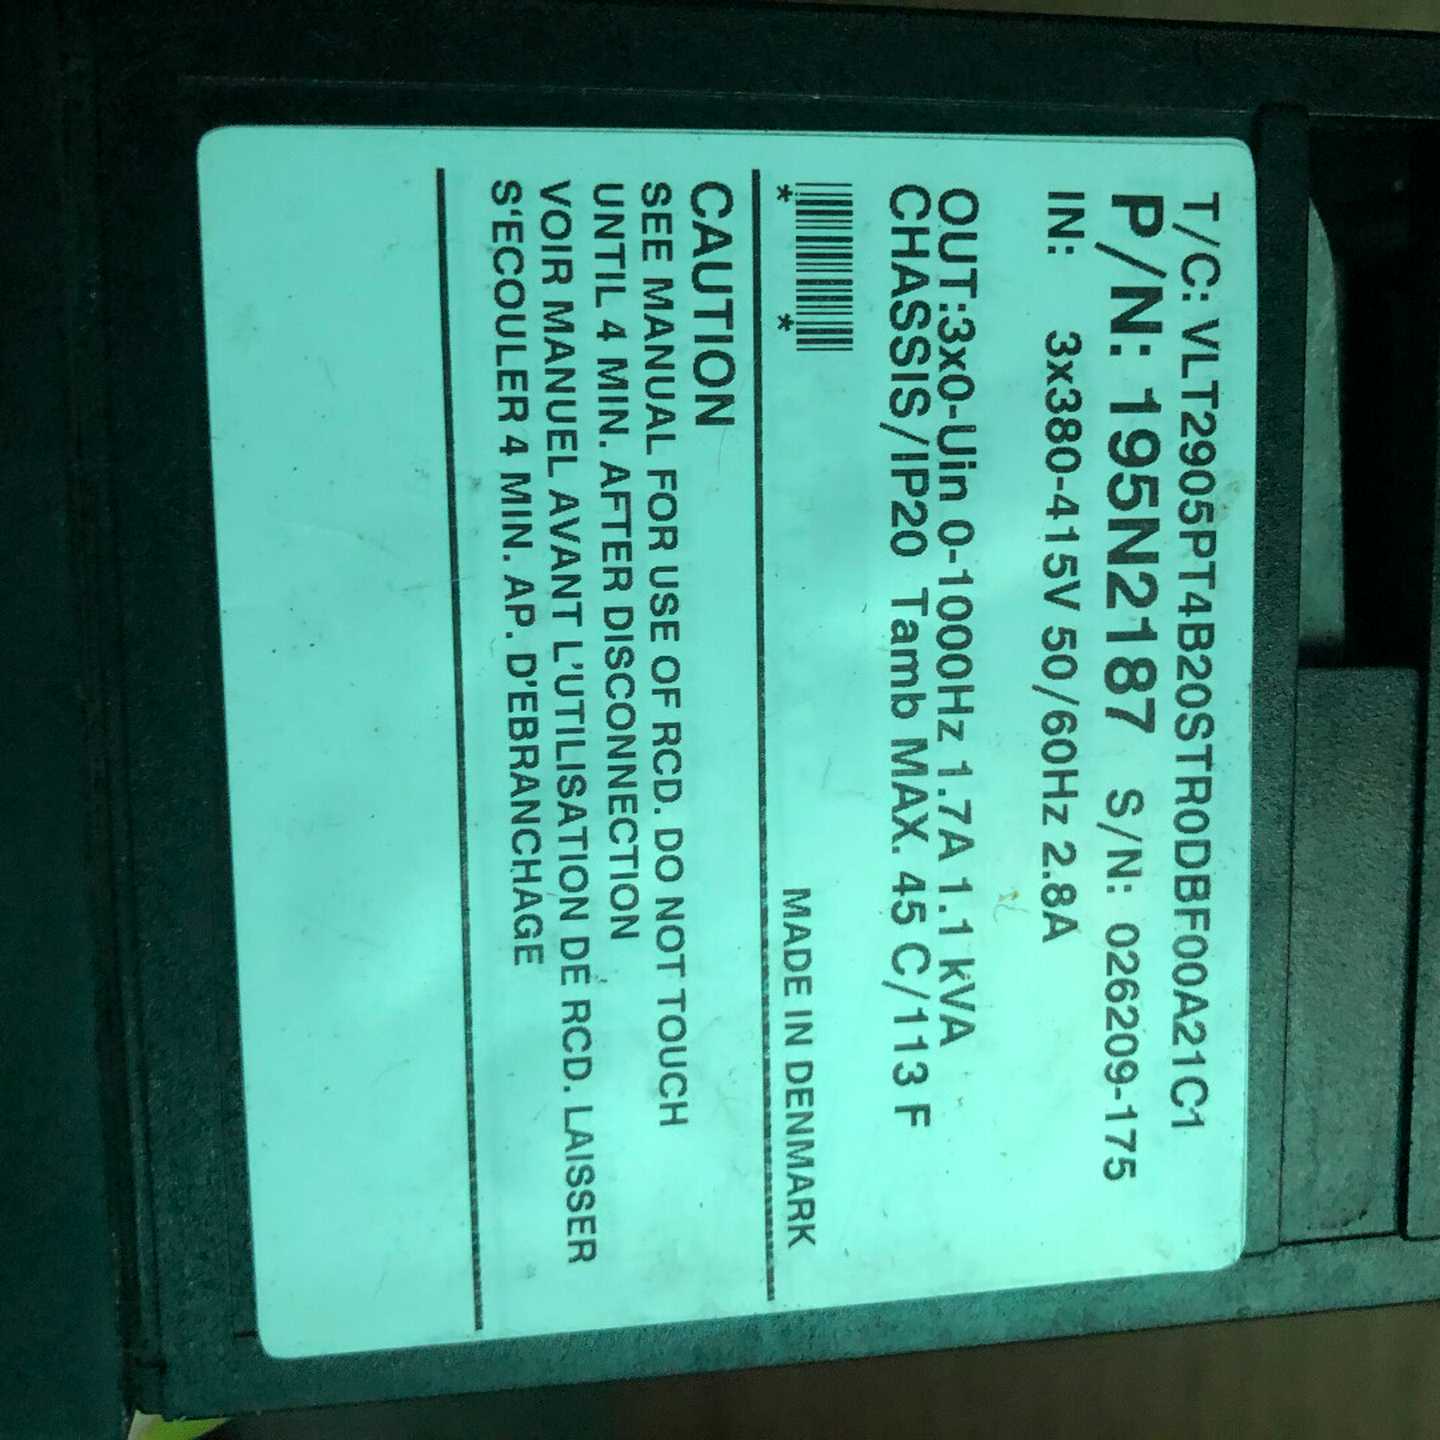 T/C: VLT2905PT4B20STR0DBF00A21C1
P/N: 195N2187 S/N: 026209-175
IN: 3x380-415V 50/60Hz 2.8A
OUT:3x0-Uin 0-1000Hz 1.7A 1.1 kVA
CHASSIS/IP20 Tamb MAX. 45 C/113 F
* *
MADE IN DENMARK
CAUTION
SEE MANUAL FOR USE OF RCD. DO NOT TOUCH
UNTIL 4 MIN. AFTER DISCONNECTION
VOIR MANUEL AVANT L'UTILISATION DE RCD. LAISSER
S'ECOULER 4 MIN. AP. D'EBRANCHAGE